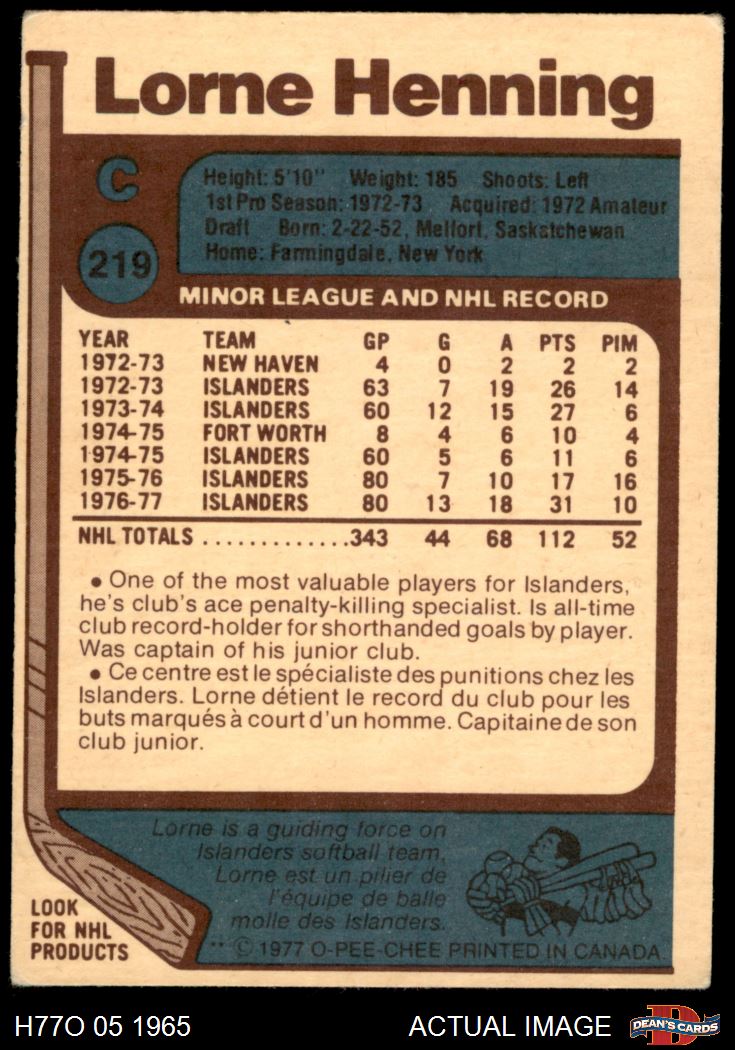 Lorne Henning
C
219
Height: 5'10" Weight: 185 Shoots: Left
1st Pro Season: 1972-73 Acquired: 1972 Amateur
Draft Born: 2-22-52, Melfort, Saskatchewan
Home: Farmingdale, New York
MINOR LEAGUE AND NHL RECORD
YEAR TEAM GP G A PTS PIM
1972-73 NEW HAVEN 4 0 2 2 2
1972-73 ISLANDERS 63 7 19 26 14
1973-74 ISLANDERS 60 12 15 27 6
1974-75 FORT WORTH 8 4 6 10 4
1974-75 ISLANDERS 60 5 6 11 6
1975-76 ISLANDERS 80 7 10 17 16
1976-77 ISLANDERS 80 13 18 31 10
NHL TOTALS .............343 44 68 112 52
• One of the most valuable players for Islanders,
he's club's ace penalty-killing specialist. Is all-time
club record-holder for shorthanded goals by player.
Was captain of his junior club.
• Ce centre est le spécialiste des punitions chez les
Islanders. Lorne détient le record du club pour les
buts marqués à court d'un homme. Capitaine de son
club junior.
Lorne is a guiding force on
Islanders softball team.
Lorne est un pilier de
l'équipe de balle
molle des Islanders.
LOOK
FOR NHL
PRODUCTS
** © 1977 O-PEE-CHEE PRINTED IN CANADA
H77O 05 1965 ACTUAL IMAGE
D
DEAN'S CARDS